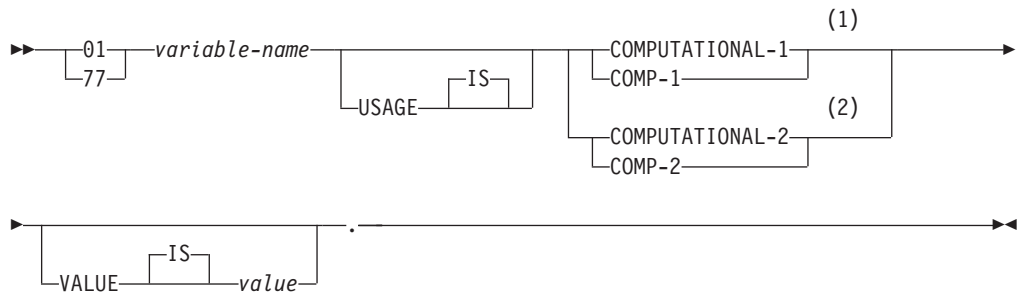 (1)
01 variable-name COMPUTATIONAL-1
77 IS COMP-1
USAGE (2)
COMPUTATIONAL-2
COMP-2
.
IS
VALUE value